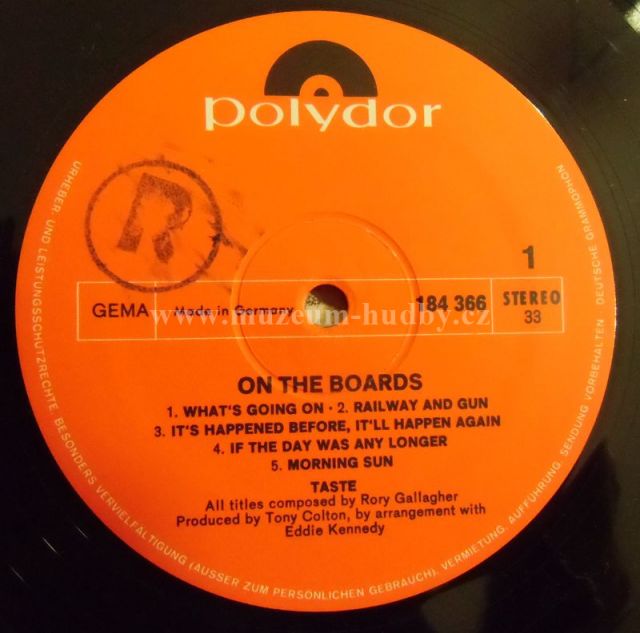 polydor
R
1
GEMA
Made in Germany
184 366
STEREO
33
www.muzeum-hudby.cz
ON THE BOARDS
1. WHAT'S GOING ON · 2. RAILWAY AND GUN
3. IT'S HAPPENED BEFORE, IT'LL HAPPEN AGAIN
4. IF THE DAY WAS ANY LONGER
5. MORNING SUN
TASTE
All titles composed by Rory Gallagher
Produced by Tony Colton, by arrangement with
Eddie Kennedy
URHEBER- UND LEISTUNGSSCHUTZRECHTE, BESONDERS VERVIELFÄLTIGUNG (AUSSER ZUM PERSÖNLICHEN GEBRAUCH). VERMIETUNG, AUFFÜHRUNG, SENDUNG VORBEHALTEN · DEUTSCHE GRAMMOPHON